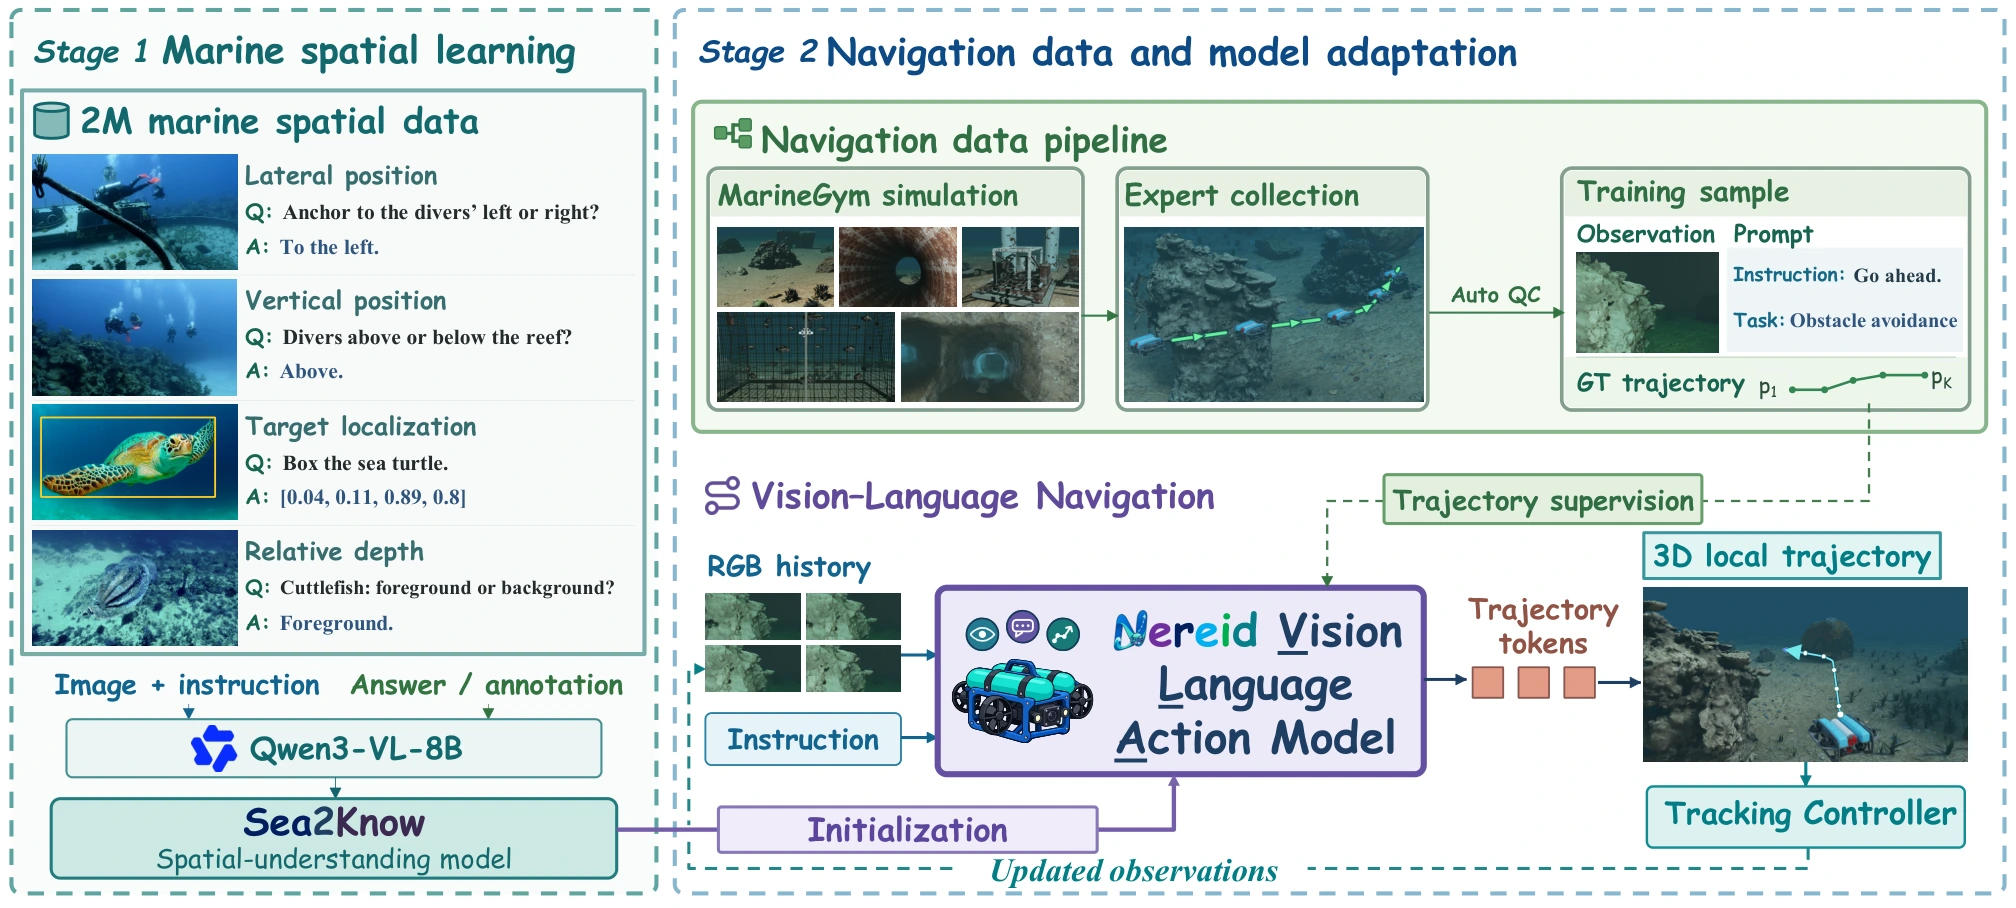 Stage 1 Marine spatial learning
2M marine spatial data
Lateral position
Q: Anchor to the divers’ left or right?
A: To the left.
Vertical position
Q: Divers above or below the reef?
A: Above.
Target localization
Q: Box the sea turtle.
A: [0.04, 0.11, 0.89, 0.8]
Relative depth
Q: Cuttlefish: foreground or background?
A: Foreground.
Image + instruction
Answer / annotation
Qwen3-VL-8B
Sea2Know
Spatial-understanding model
Stage 2 Navigation data and model adaptation
Navigation data pipeline
MarineGym simulation
Expert collection
Auto QC
Training sample
Observation
Prompt
Instruction: Go ahead.
Task: Obstacle avoidance
GT trajectory
p1
pK
Trajectory supervision
Vision–Language Navigation
RGB history
Instruction
Nereid Vision
Language
Action Model
Trajectory
tokens
3D local trajectory
Tracking Controller
Initialization
Updated observations